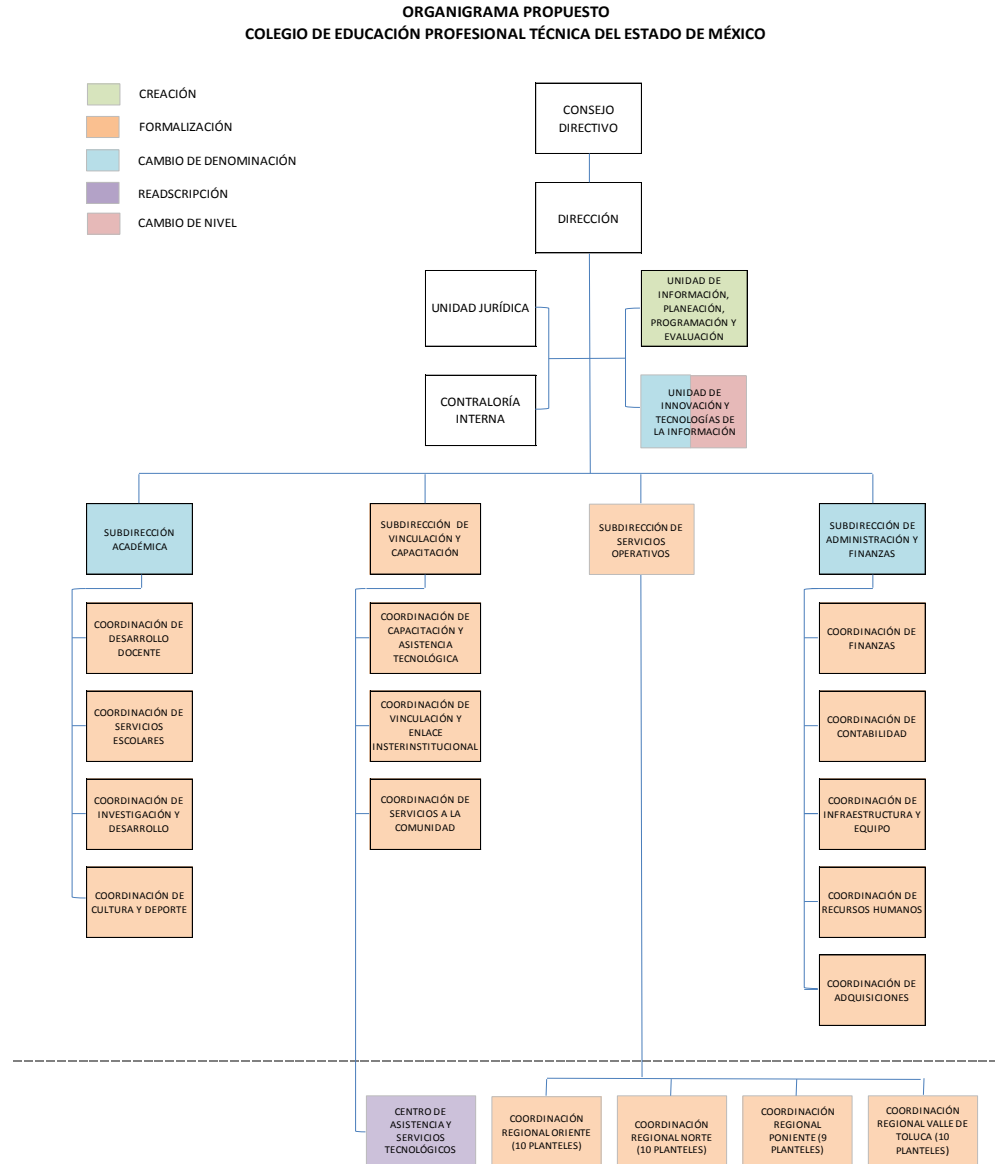 ORGANIGRAMA PROPUESTO
COLEGIO DE EDUCACIÓN PROFESIONAL TÉCNICA DEL ESTADO DE MÉXICO
CREACIÓN
FORMALIZACIÓN
CAMBIO DE DENOMINACIÓN
READSCRIPCIÓN
CAMBIO DE NIVEL
CONSEJO
DIRECTIVO
DIRECCIÓN
UNIDAD JURÍDICA
UNIDAD DE
INFORMACIÓN,
PLANEACIÓN,
PROGRAMACIÓN Y
EVALUACIÓN
CONTRALORÍA
INTERNA
UNIDAD DE
INNOVACIÓN Y
TECNOLOGÍAS DE
LA INFORMACIÓN
SUBDIRECCIÓN
ACADÉMICA
SUBDIRECCIÓN DE
VINCULACIÓN Y
CAPACITACIÓN
SUBDIRECCIÓN DE
SERVICIOS
OPERATIVOS
SUBDIRECCIÓN DE
ADMINISTRACIÓN Y
FINANZAS
COORDINACIÓN DE
DESARROLLO
DOCENTE
COORDINACIÓN DE
SERVICIOS
ESCOLARES
COORDINACIÓN DE
INVESTIGACIÓN Y
DESARROLLO
COORDINACIÓN DE
CULTURA Y DEPORTE
COORDINACIÓN DE
CAPACITACIÓN Y
ASISTENCIA
TECNOLÓGICA
COORDINACIÓN DE
VINCULACIÓN Y
ENLACE
INSTERINSTITUCIONAL
COORDINACIÓN DE
SERVICIOS A LA
COMUNIDAD
COORDINACIÓN DE
FINANZAS
COORDINACIÓN DE
CONTABILIDAD
COORDINACIÓN DE
INFRAESTRUCTURA Y
EQUIPO
COORDINACIÓN DE
RECURSOS HUMANOS
COORDINACIÓN DE
ADQUISICIONES
CENTRO DE
ASISTENCIA Y
SERVICIOS
TECNOLÓGICOS
COORDINACIÓN
REGIONAL ORIENTE
(10 PLANTELES)
COORDINACIÓN
REGIONAL NORTE
(10 PLANTELES)
COORDINACIÓN
REGIONAL
PONIENTE (9
PLANTELES)
COORDINACIÓN
REGIONAL VALLE DE
TOLUCA (10
PLANTELES)